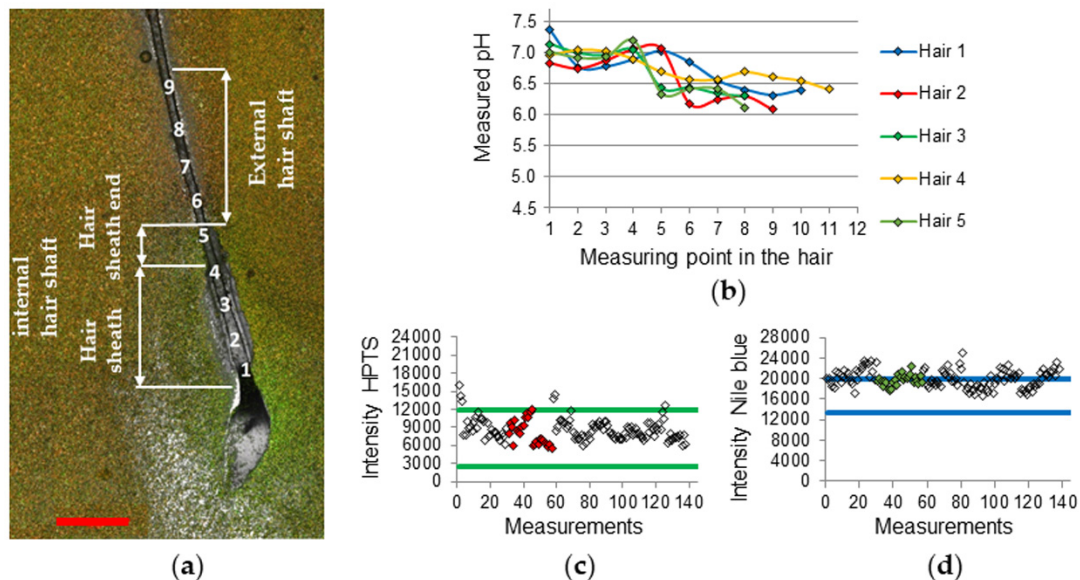 9
8
7
6
5
4
3
2
1
External
hair shaft
Hair
sheath end
internal
hair shaft
Hair
sheath
(a)
Measured pH
7.5
7.0
6.5
6.0
5.5
5.0
4.5
1 2 3 4 5 6 7 8 9 10 11 12
Measuring point in the hair
Hair 1
Hair 2
Hair 3
Hair 4
Hair 5
(b)
Intensity HPTS
24000
21000
18000
15000
12000
9000
6000
3000
0
0 20 40 60 80 100 120 140
Measurements
(c)
Intensity Nile blue
28000
24000
20000
16000
12000
8000
4000
0
0 20 40 60 80 100 120 140
Measurements
(d)